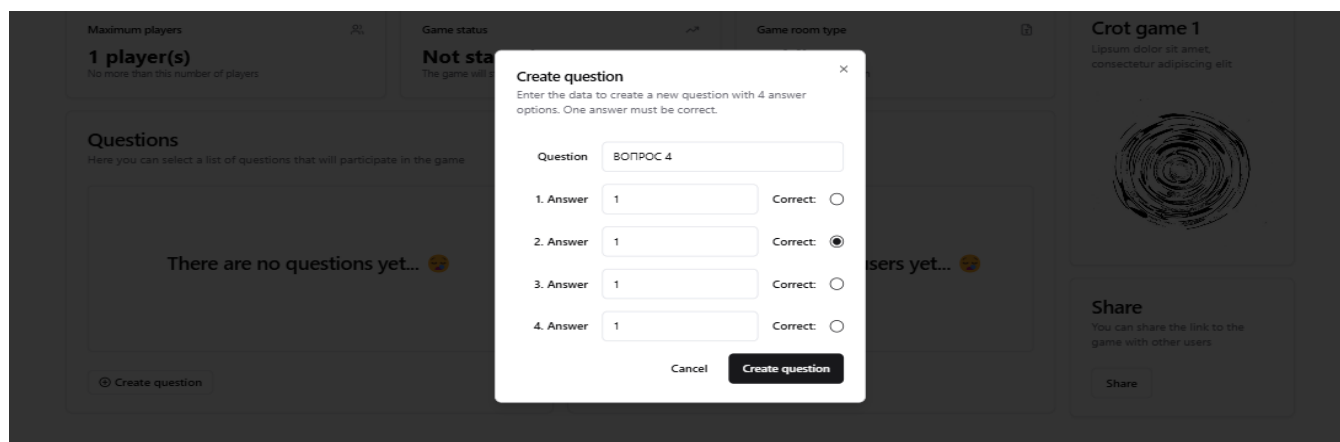 Maximum players
1 player(s)
No more than this number of players
Game status
Not sta
The game will s
Game room type
Crot game 1
Lipsum dolor sit amet,
consectetur adipiscing elit
Questions
Here you can select a list of questions that will participate in the game
There are no questions yet...
Create question
Create question
Enter the data to create a new question with 4 answer
options. One answer must be correct.
Question ВОПРОС 4
1. Answer 1 Correct:
2. Answer 1 Correct:
3. Answer 1 Correct:
4. Answer 1 Correct:
Cancel Create question
sers yet...
Share
You can share the link to the
game with other users
Share